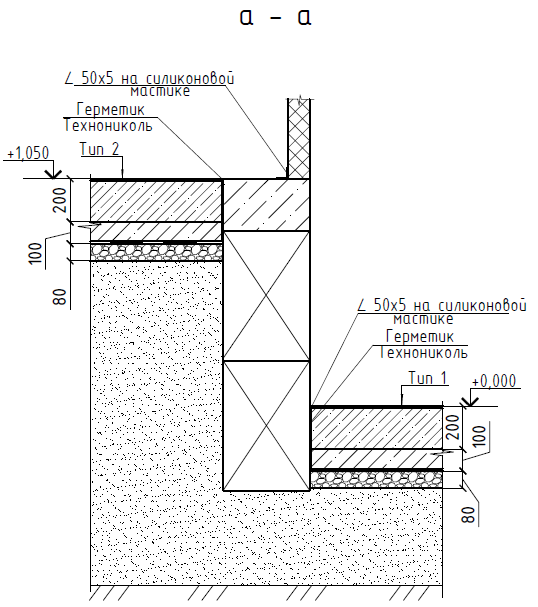 а - а
∠ 50х5 на силиконовой
мастике
Герметик
Технониколь
Тип 2
+1,050
200
100
80
∠ 50х5 на силиконовой
мастике
Герметик
Технониколь
Тип 1
+0,000
200
100
80